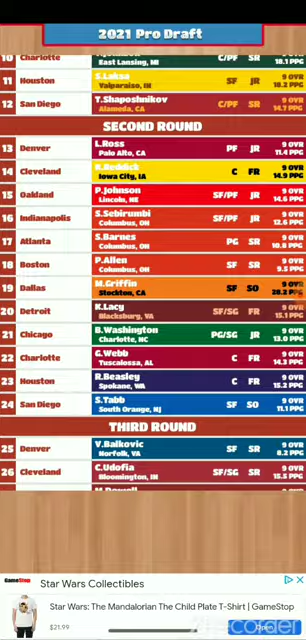 2021 Pro Draft
10 Charlotte East Lansing, MI C/PF SR 18.1 PPG
11 Houston S.Laksa Valparaiso, IN SF JR 9 OVR 18.2 PPG
12 San Diego T.Shaposhnikov Alameda, CA C/PF SR 9 OVR 14.7 PPG
SECOND ROUND
13 Denver L.Ross Palo Alto, CA PF JR 9 OVR 11.4 PPG
14 Cleveland K.Reddick Iowa City, IA C FR 9 OVR 14.9 PPG
15 Oakland P.Johnson Lincoln, NE SF/PF JR 9 OVR 14.6 PPG
16 Indianapolis S.Sebirumbi Columbus, OH SF/PF JR 9 OVR 12.6 PPG
17 Atlanta S.Barnes Columbus, OH PG SR 9 OVR 10.8 PPG
18 Boston P.Allen Columbus, OH SF SR 9 OVR 9.5 PPG
19 Dallas M.Griffin Stockton, CA SF SO 9 OVR 28.2 PPG
20 Detroit K.Lacy Blacksburg, VA SF/SG FR 9 OVR 15.1 PPG
21 Chicago B.Washington Charlotte, NC PG/SG JR 9 OVR 13.0 PPG
22 Charlotte G.Webb Tuscaloosa, AL C FR 9 OVR 14.3 PPG
23 Houston R.Beasley Spokane, WA C FR 9 OVR 15.2 PPG
24 San Diego S.Tabb South Orange, NJ SF SO 9 OVR 11.1 PPG
THIRD ROUND
25 Denver V.Balkovic Norfolk, VA SF SR 9 OVR 8.2 PPG
26 Cleveland C.Udofia Bloomington, IN SF/SG SR 9 OVR 15.5 PPG
GameStop Star Wars Collectibles
Star Wars: The Mandalorian The Child Plate T-Shirt | GameStop
$21.99 Open